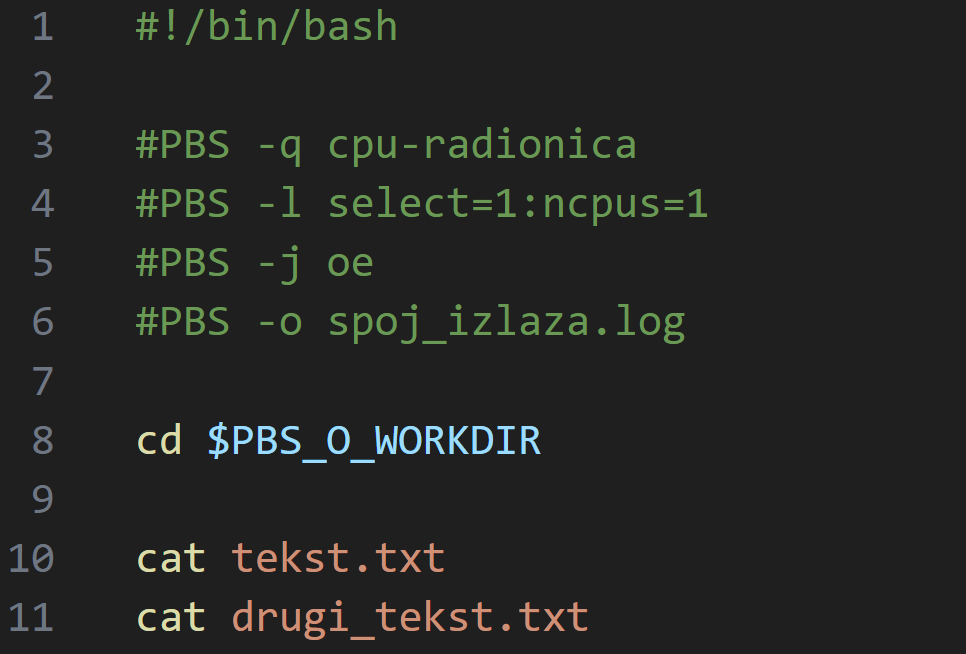 1 #!/bin/bash
2
3 #PBS -q cpu-radionica
4 #PBS -l select=1:ncpus=1
5 #PBS -j oe
6 #PBS -o spoj_izlaza.log
7
8 cd $PBS_O_WORKDIR
9
10 cat tekst.txt
11 cat drugi_tekst.txt